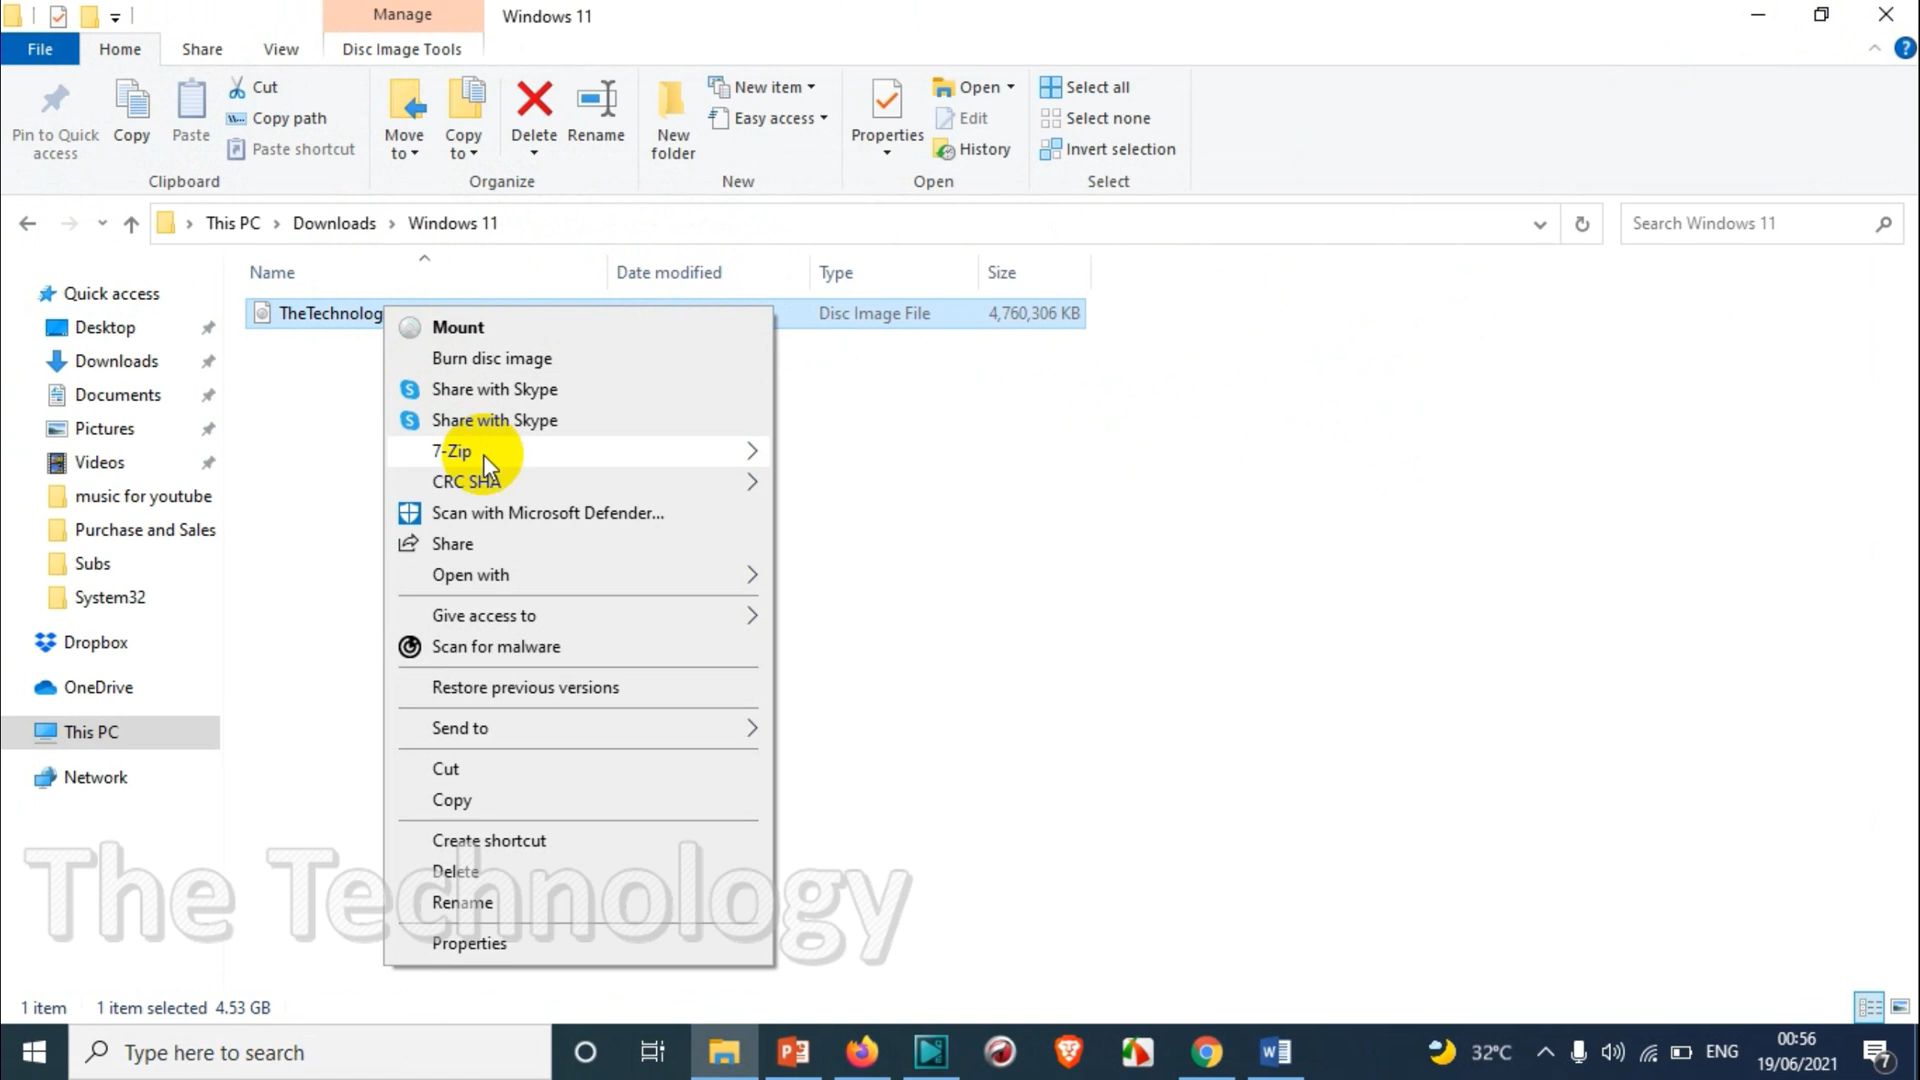 Manage
Windows 11
File
Home
Share
View
Disc Image Tools
Pin to Quick access
Copy
Paste
Cut
Copy path
Paste shortcut
Clipboard
Move to
Copy to
Delete
Rename
Organize
New folder
New item
Easy access
New
Properties
Open
Edit
History
Open
Select all
Select none
Invert selection
Select
This PC
Downloads
Windows 11
Search Windows 11
Name
Date modified
Type
Size
TheTechnolog
Disc Image File
4,760,306 KB
Quick access
Desktop
Downloads
Documents
Pictures
Videos
music for youtube
Purchase and Sales
Subs
System32
Dropbox
OneDrive
This PC
Network
Mount
Burn disc image
Share with Skype
Share with Skype
7-Zip
CRC SHA
Scan with Microsoft Defender...
Share
Open with
Give access to
Scan for malware
Restore previous versions
Send to
Cut
Copy
Create shortcut
Delete
Rename
Properties
The Technology
1 item
1 item selected 4.53 GB
Type here to search
32°C
ENG
00:56
19/06/2021
7